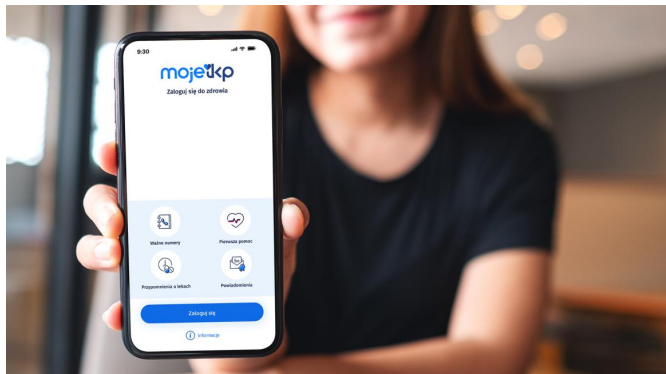 9:30
mojeikp
Zaloguj się do zdrowia
Ważne numery
Pierwsza pomoc
Przypomnienia o lekach
Powiadomienia
Zaloguj się
Informacje